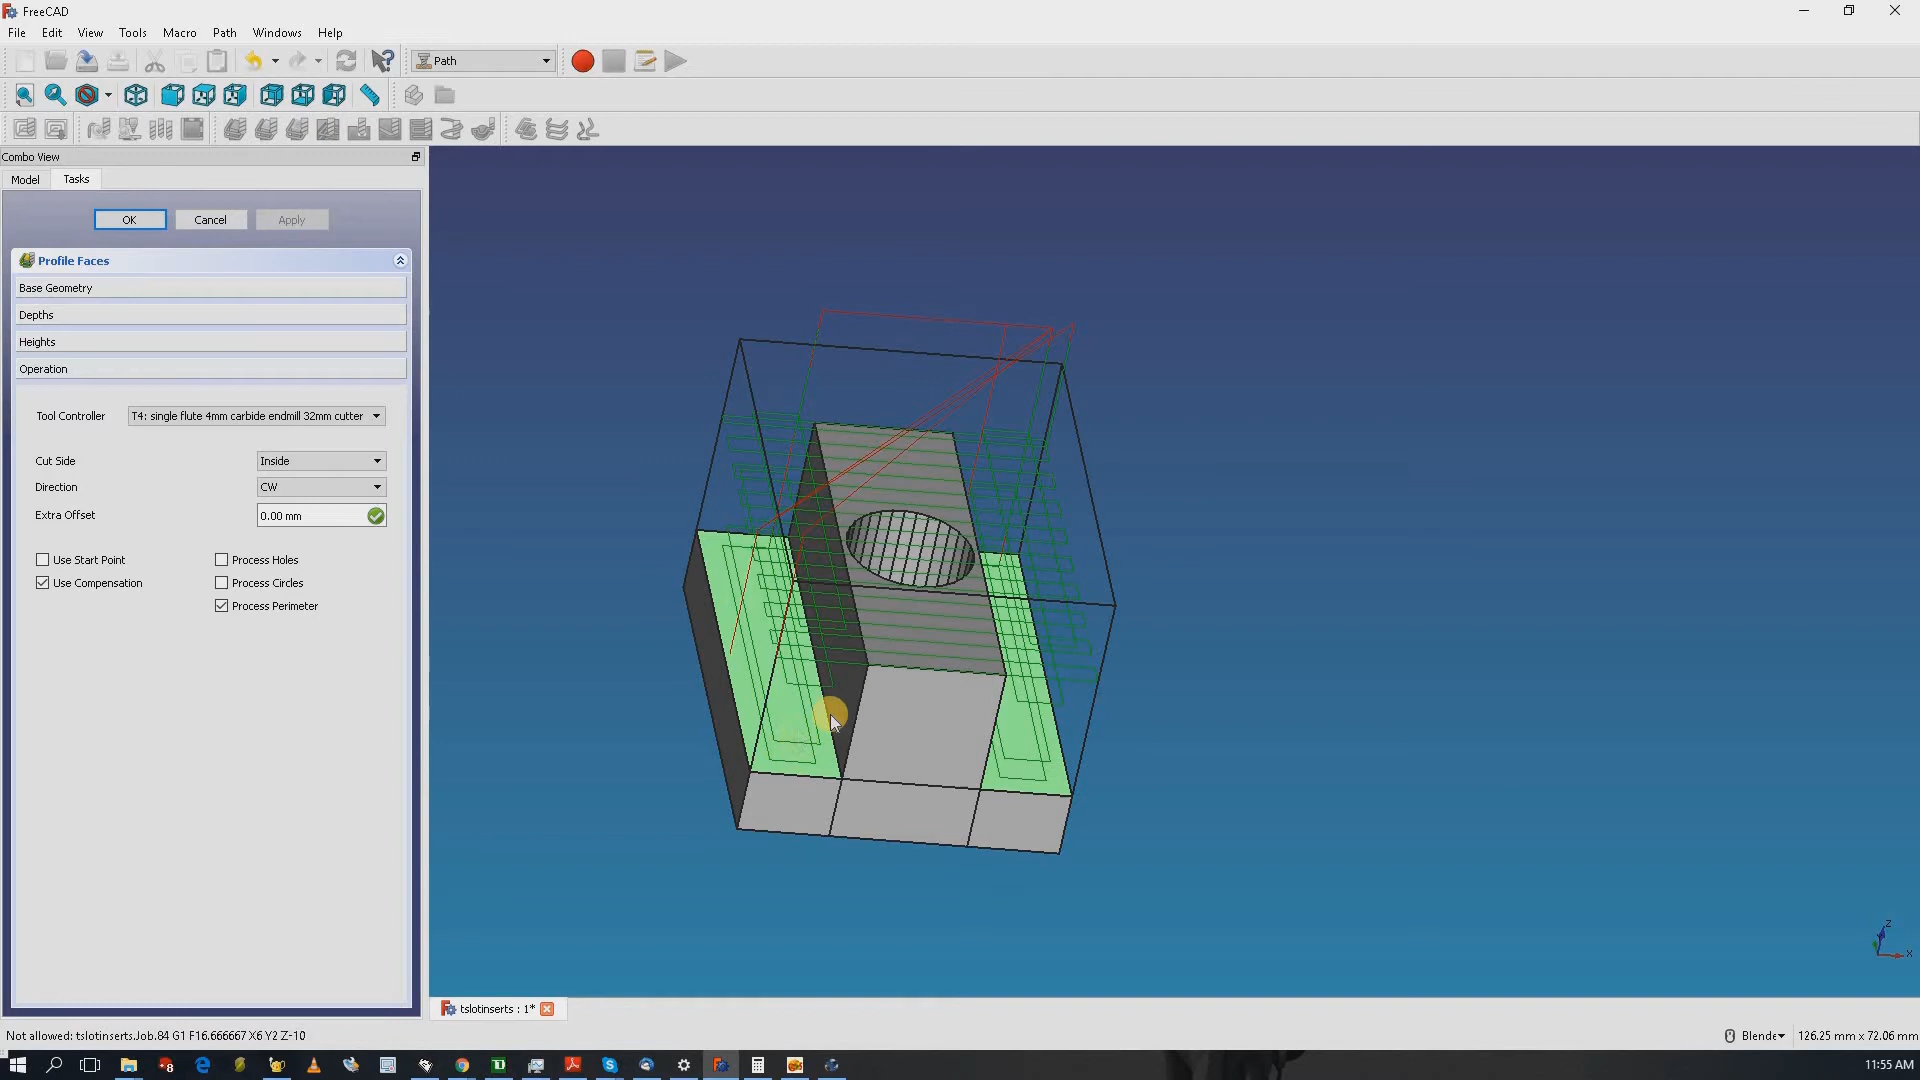 FreeCAD
File Edit View Tools Macro Path Windows Help
Path
Combo View
Model Tasks
OK Cancel Apply
Profile Faces
Base Geometry
Depths
Heights
Operation
Tool Controller T4: single flute 4mm carbide endmill 32mm cutter
Cut Side Inside
Direction CW
Extra Offset 0.00 mm
Use Start Point Process Holes
Use Compensation Process Circles
Process Perimeter
Z
X
tslotinserts : 1*
Not allowed: tslotinserts.Job.84 G1 F16.666667 X6 Y2 Z-10
Blende 126.25 mm x 72.06 mm
8
11:55 AM